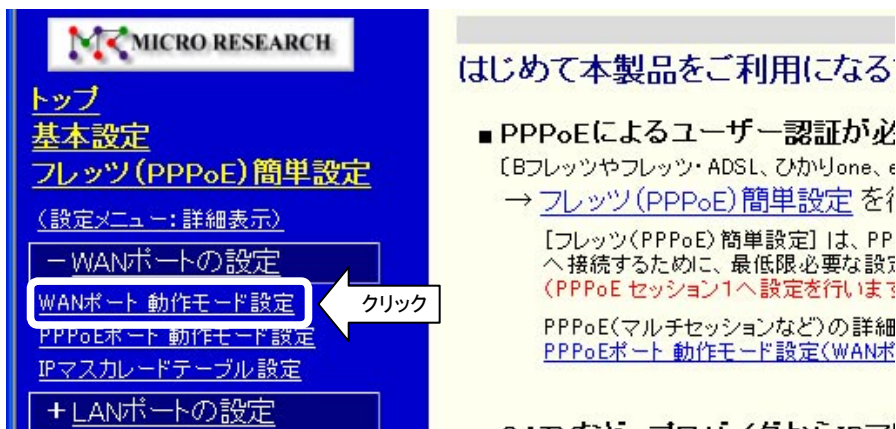 MICRO RESEARCH
トップ
基本設定
フレッツ(PPPoE)簡単設定
(設定メニュー:詳細表示)
－WANポートの設定
WANポート 動作モード設定
クリック
PPPoEポート 動作モード設定
IPマスカレードテーブル設定
＋LANポートの設定
はじめて本製品をご利用になる
■PPPoEによるユーザー認証が必
〔Bフレッツやフレッツ・ADSL、ひかりone、e
→ フレッツ(PPPoE)簡単設定 を行
[フレッツ(PPPoE)簡単設定] は、PP
へ接続するために、最低限必要な設定
(PPPoE セッション1へ設定を行います
PPPoE(マルチセッションなど)の詳細
PPPoEポート 動作モード設定(WANポ